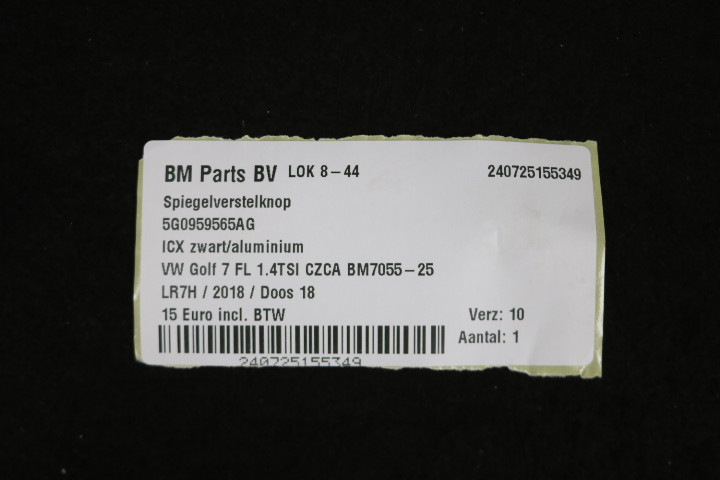 BM Parts BV LOK 8-44 240725155349
Spiegelverstelknop
5G0959565AG
ICX zwart/aluminium
VW Golf 7 FL 1.4TSI CZCA BM7055-25
LR7H / 2018 / Doos 18
15 Euro incl. BTW Verz: 10
Aantal: 1
240725155349